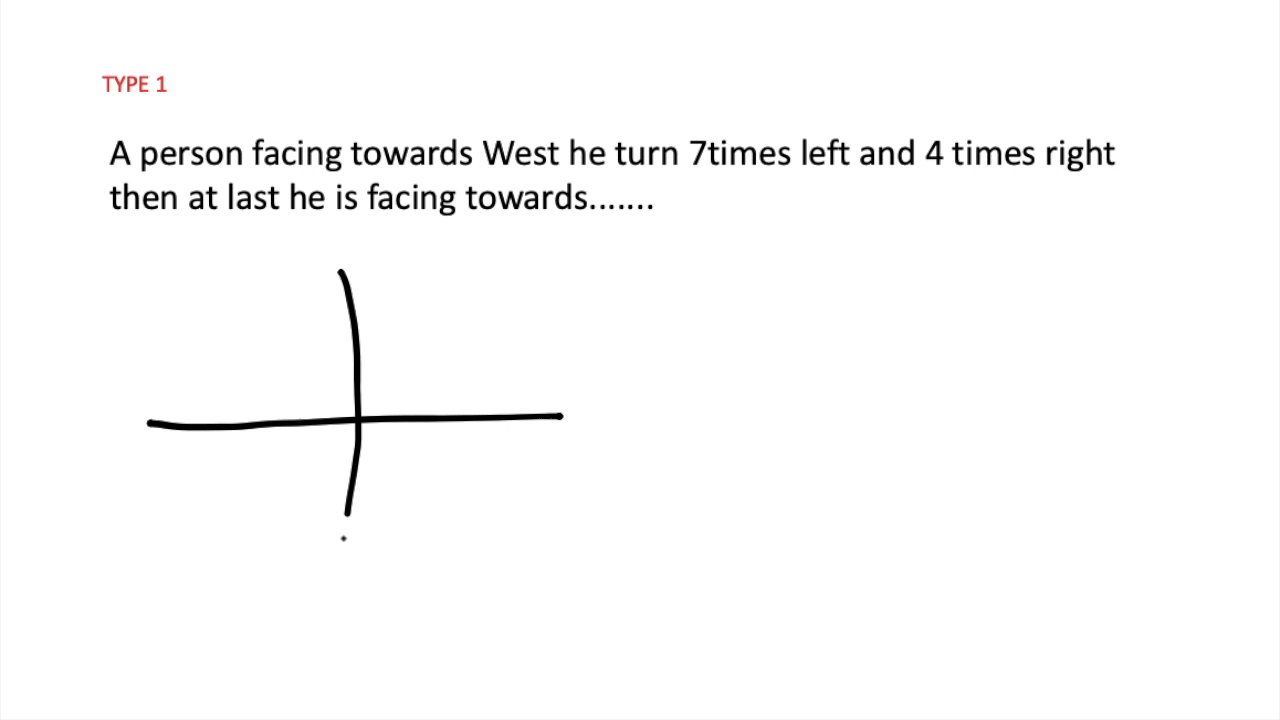 TYPE 1
A person facing towards West he turn 7times left and 4 times right
then at last he is facing towards.......